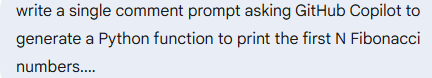 write a single comment prompt asking GitHub Copilot to
generate a Python function to print the first N Fibonacci
numbers....